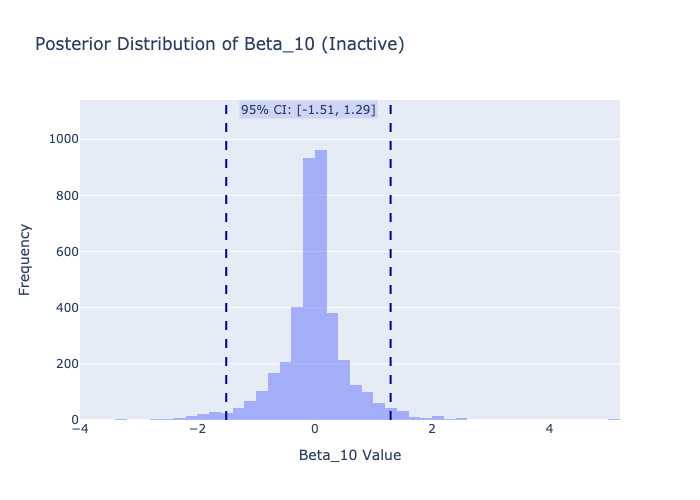 Posterior Distribution of Beta_10 (Inactive)
95% CI: [-1.51, 1.29]
1000
800
600
400
200
0
Frequency
−4
−2
0
2
4
Beta_10 Value